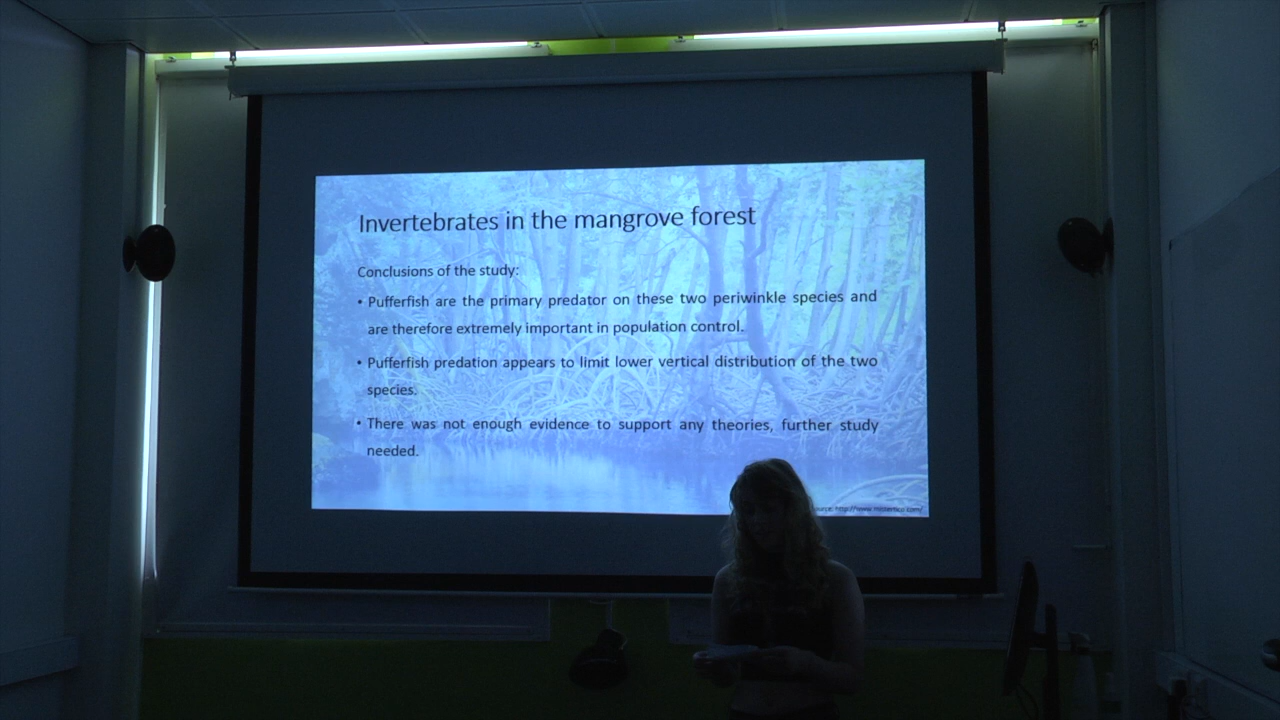 Invertebrates in the mangrove forest
Conclusions of the study:
• Pufferfish are the primary predator on these two periwinkle species and
are therefore extremely important in population control.
• Pufferfish predation appears to limit lower vertical distribution of the two
species.
• There was not enough evidence to support any theories, further study
needed.